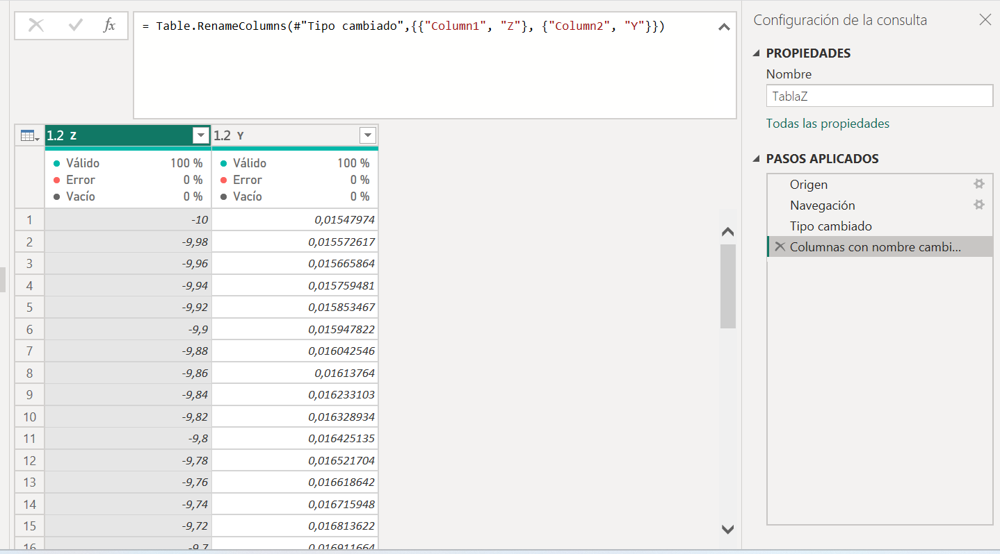 fx
= Table.RenameColumns(#"Tipo cambiado",{{"Column1", "Z"}, {"Column2", "Y"}})
1.2 Z 1.2 Y
Válido 100 % Válido 100 %
Error 0 % Error 0 %
Vacío 0 % Vacío 0 %
1 -10 0,01547974
2 -9,98 0,015572617
3 -9,96 0,015665864
4 -9,94 0,015759481
5 -9,92 0,015853467
6 -9,9 0,015947822
7 -9,88 0,016042546
8 -9,86 0,01613764
9 -9,84 0,016233103
10 -9,82 0,016328934
11 -9,8 0,016425135
12 -9,78 0,016521704
13 -9,76 0,016618642
14 -9,74 0,016715948
15 -9,72 0,016813622
16 -9,7 0,016911664
Configuración de la consulta
PROPIEDADES
Nombre
TablaZ
Todas las propiedades
PASOS APLICADOS
Origen
Navegación
Tipo cambiado
Columnas con nombre cambi...